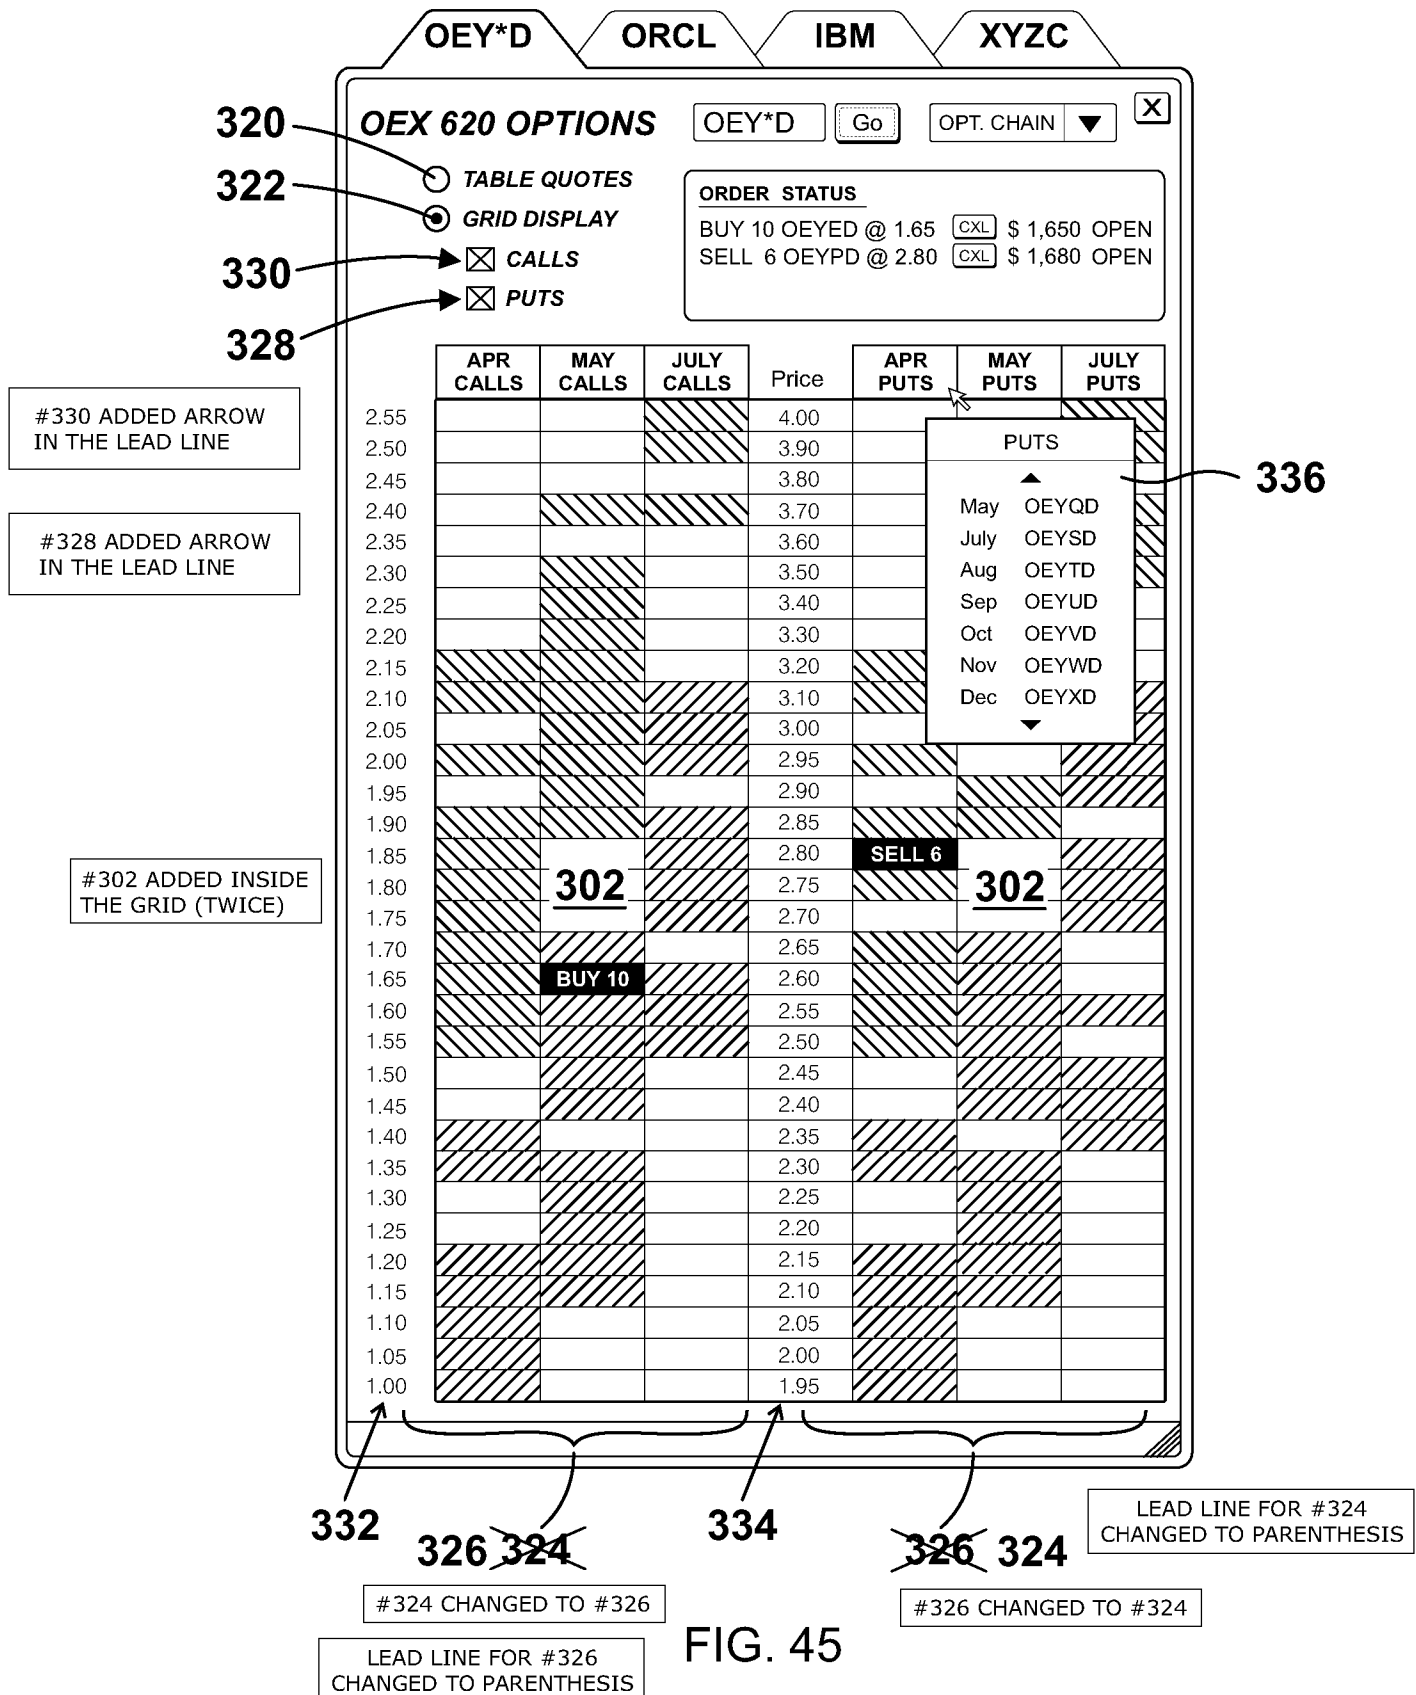 OEY*D ORCL IBM XYZC
OEX 620 OPTIONS OEY*D Go OPT. CHAIN X
320
322
330
328
TABLE QUOTES
GRID DISPLAY
CALLS
PUTS
ORDER STATUS
BUY 10 OEYED @ 1.65 CXL $ 1,650 OPEN
SELL 6 OEYPD @ 2.80 CXL $ 1,680 OPEN
APR MAY JULY APR MAY JULY
CALLS CALLS CALLS Price PUTS PUTS PUTS
2.55 4.00
2.50 3.90
2.45 3.80
2.40 3.70
2.35 3.60
2.30 3.50
2.25 3.40
2.20 3.30
2.15 3.20
2.10 3.10
2.05 3.00
2.00 2.95
1.95 2.90
1.90 2.85
1.85 2.80 SELL 6
1.80 302 2.75 302
1.75 2.70
1.70 2.65
1.65 BUY 10 2.60
1.60 2.55
1.55 2.50
1.50 2.45
1.45 2.40
1.40 2.35
1.35 2.30
1.30 2.25
1.25 2.20
1.20 2.15
1.15 2.10
1.10 2.05
1.05 2.00
1.00 1.95
PUTS
May OEYQD
July OEYSD
Aug OEYTD
Sep OEYUD
Oct OEYVD
Nov OEYWD
Dec OEYXD
336
#330 ADDED ARROW
IN THE LEAD LINE
#328 ADDED ARROW
IN THE LEAD LINE
#302 ADDED INSIDE
THE GRID (TWICE)
332 334
326 324 326 324
LEAD LINE FOR #324
CHANGED TO PARENTHESIS
#324 CHANGED TO #326
#326 CHANGED TO #324
LEAD LINE FOR #326
CHANGED TO PARENTHESIS
FIG. 45